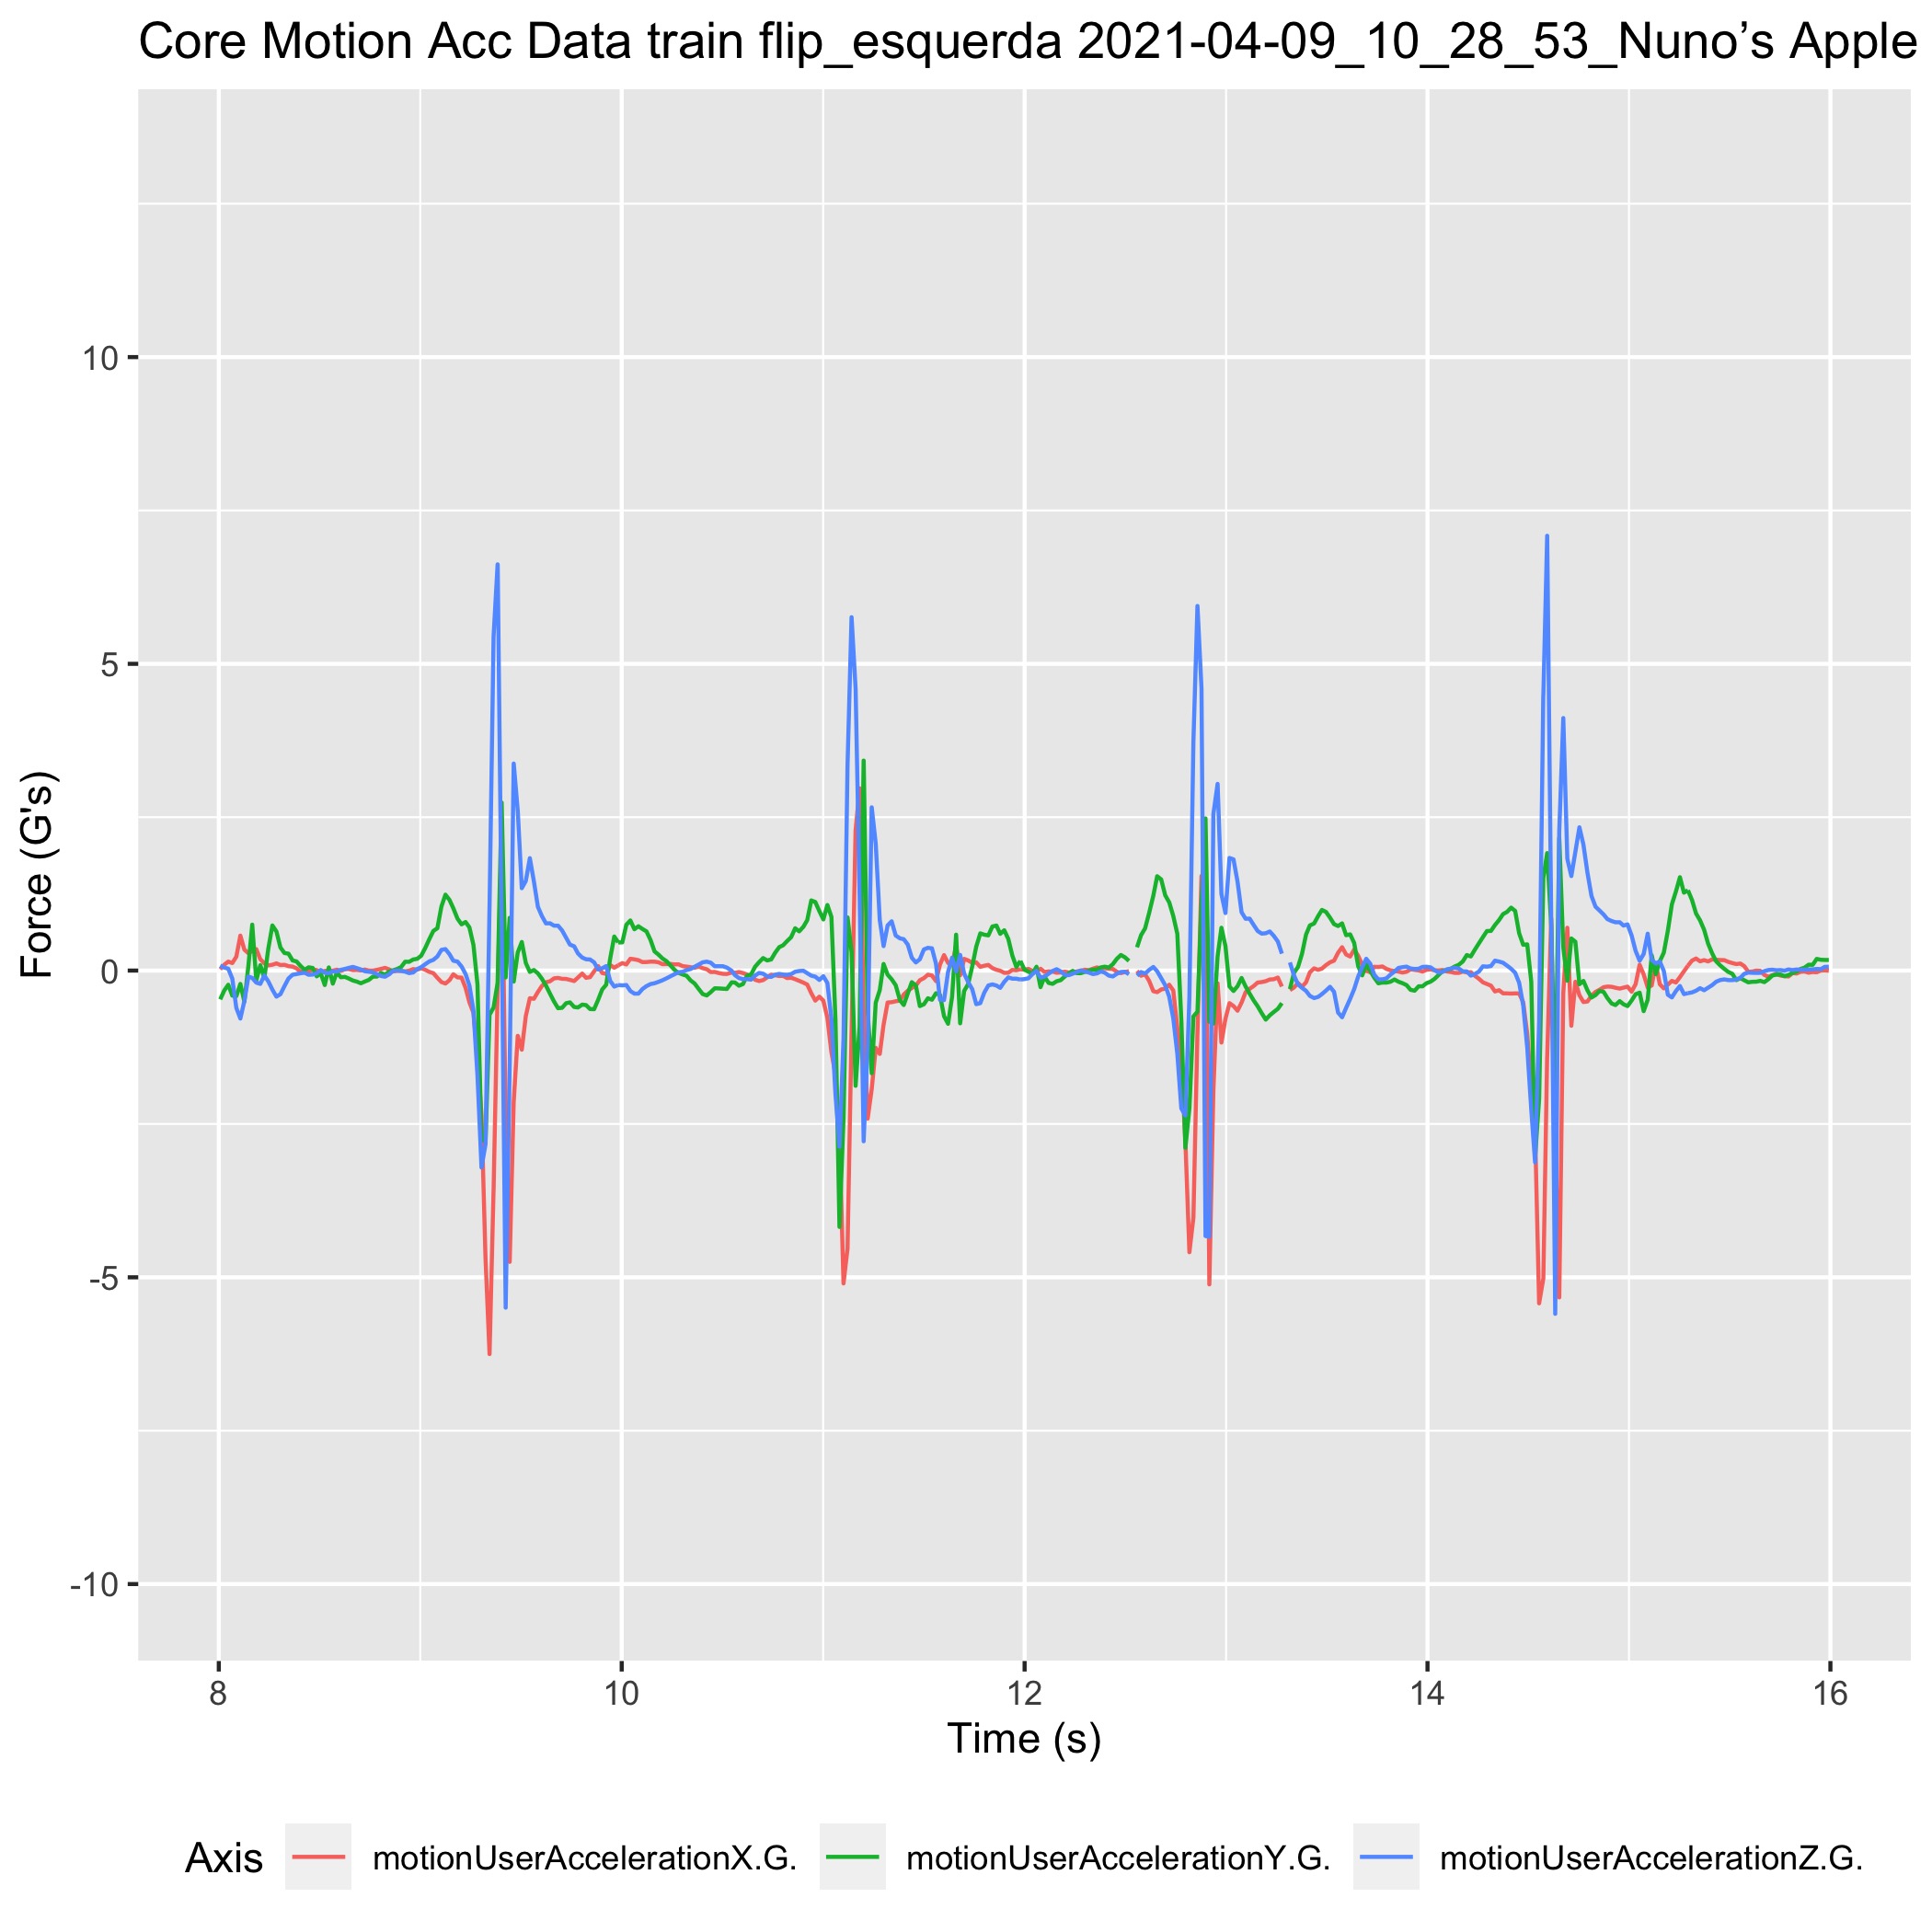 Core Motion Acc Data train flip_esquerda 2021-04-09_10_28_53_Nuno’s Apple
Force (G's)
10
5
0
-5
-10
8 10 12 14 16
Time (s)
Axis motionUserAccelerationX.G. motionUserAccelerationY.G. motionUserAccelerationZ.G.